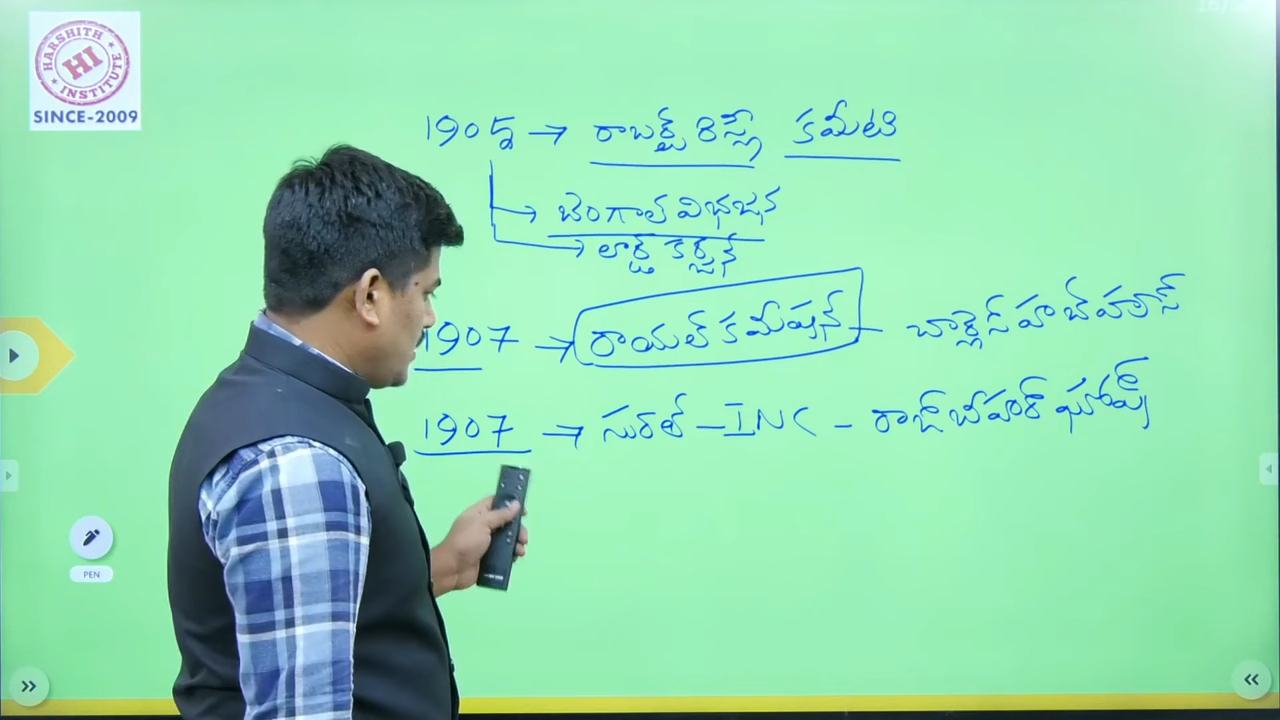 HARSHITH
HI
INSTITUTE
SINCE-2009
1905 → రాబర్ట్ రిస్లే కమీటి
→ బెంగాల్ విభజన
→ లార్డ్ కర్జన్
1907 → రాయల్ కమీషన్ – చార్లెస్ హబ్ హౌస్
1907 → సూరత్ – INC – రాజ్ బీహార్ ఘోష్
PEN